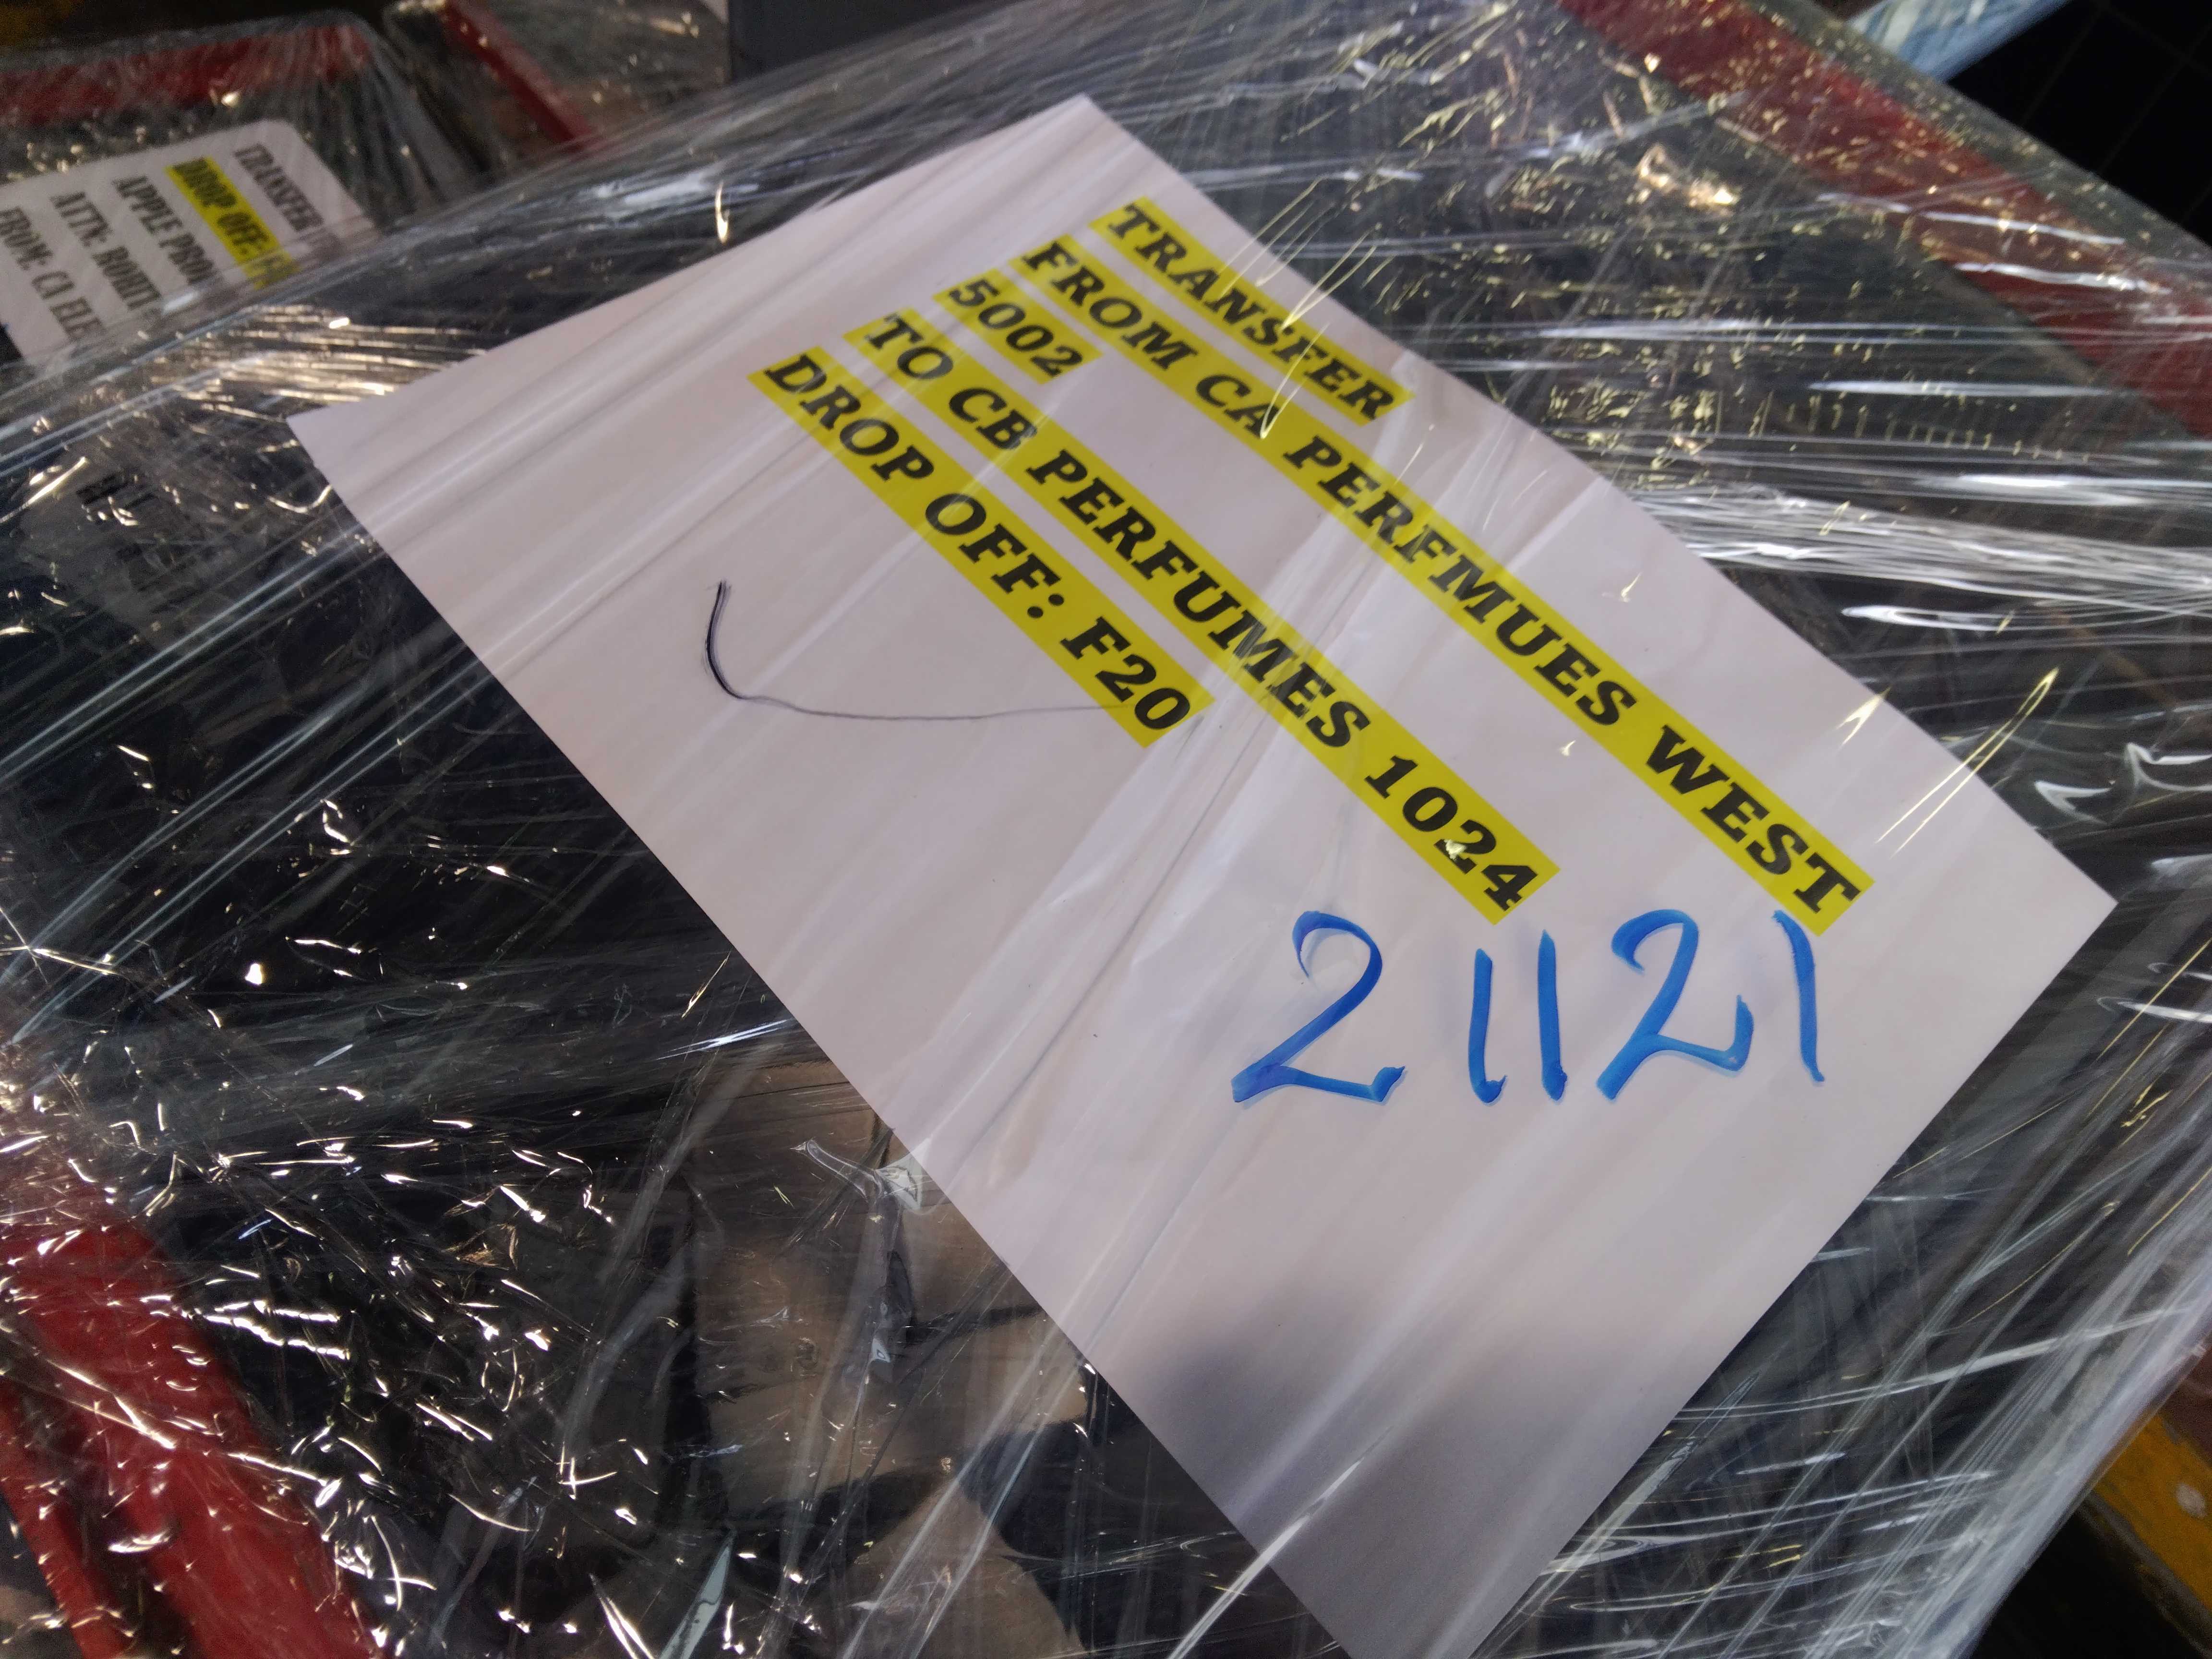 TRANSFER
FROM CA PERFMUES WEST
5002
TO CB PERFUMES 1024
DROP OFF: F20
21121
TRANSFER
DROP OFF:
APPLE
ATTN:
FROM: CA